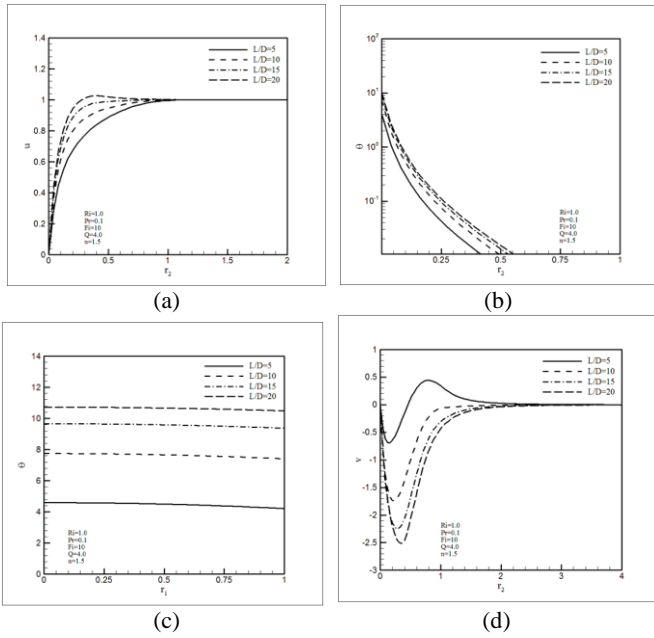 1.4
1.2
1
0.8
0.6
0.4
0.2
0
u
L/D=5
L/D=10
L/D=15
L/D=20
Ri=1.0
Pr=0.1
Fi=10
Q=4.0
n=1.5
0 0.5 1 1.5 2
r2
(a)
10³
10¹
10⁻¹
θ
L/D=5
L/D=10
L/D=15
L/D=20
Ri=1.0
Pr=0.1
Fi=10
Q=4.0
n=1.5
0.25 0.5 0.75 1
r2
(b)
14
12
10
8
6
4
2
0
θ
L/D=5
L/D=10
L/D=15
L/D=20
Ri=1.0
Pr=0.1
Fi=10
Q=4.0
n=1.5
0 0.25 0.5 0.75 1
r1
(c)
1
0.5
0
-0.5
-1
-1.5
-2
-2.5
-3
v
L/D=5
L/D=10
L/D=15
L/D=20
Ri=1.0
Pr=0.1
Fi=10
Q=4.0
n=1.5
0 1 2 3 4
r2
(d)